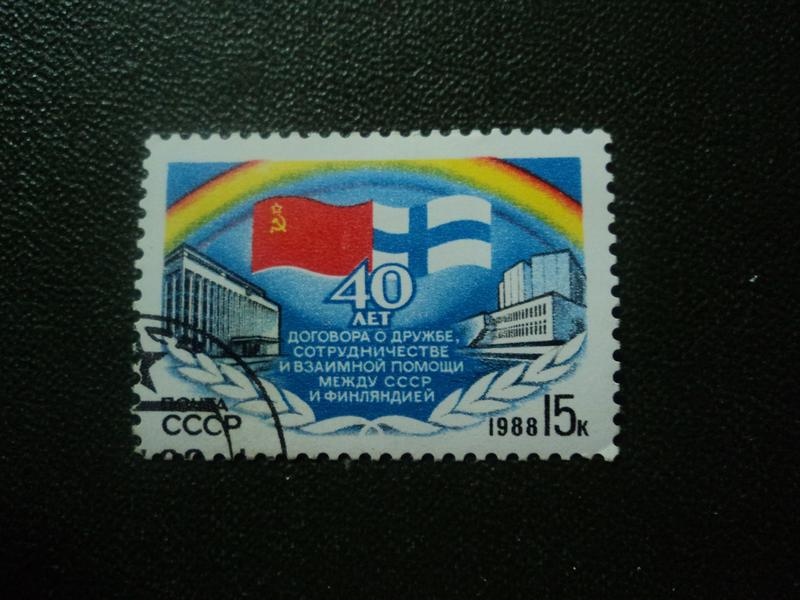 40
ЛЕТ
ДОГОВОРА О ДРУЖБЕ,
СОТРУДНИЧЕСТВЕ
И ВЗАИМНОЙ ПОМОЩИ
МЕЖДУ СССР
И ФИНЛЯНДИЕЙ
ПОЧТА
СССР
1988 15к